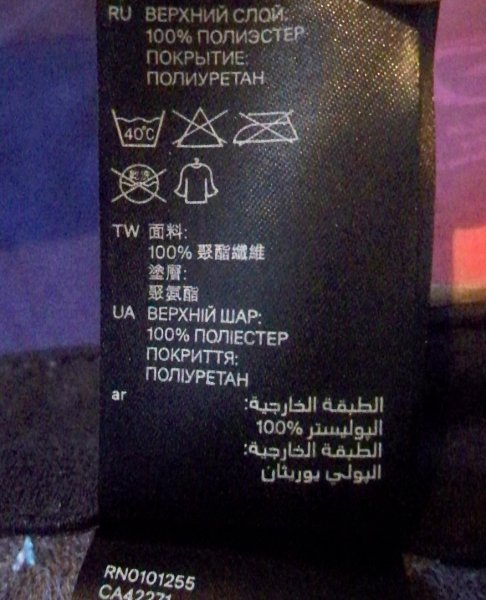 RU ВЕРХНИЙ СЛОЙ:
100% ПОЛИЭСТЕР
ПОКРЫТИЕ:
ПОЛИУРЕТАН
40°C
TW 面料:
100% 聚酯纖維
塗層:
聚氨酯
UA ВЕРХНІЙ ШАР:
100% ПОЛІЕСТЕР
ПОКРИТТЯ:
ПОЛІУРЕТАН
ar
الطبقة الخارجية:
البوليستر 100%
الطبقة الخارجية:
البولي يوريثان
RN0101255
CA42271